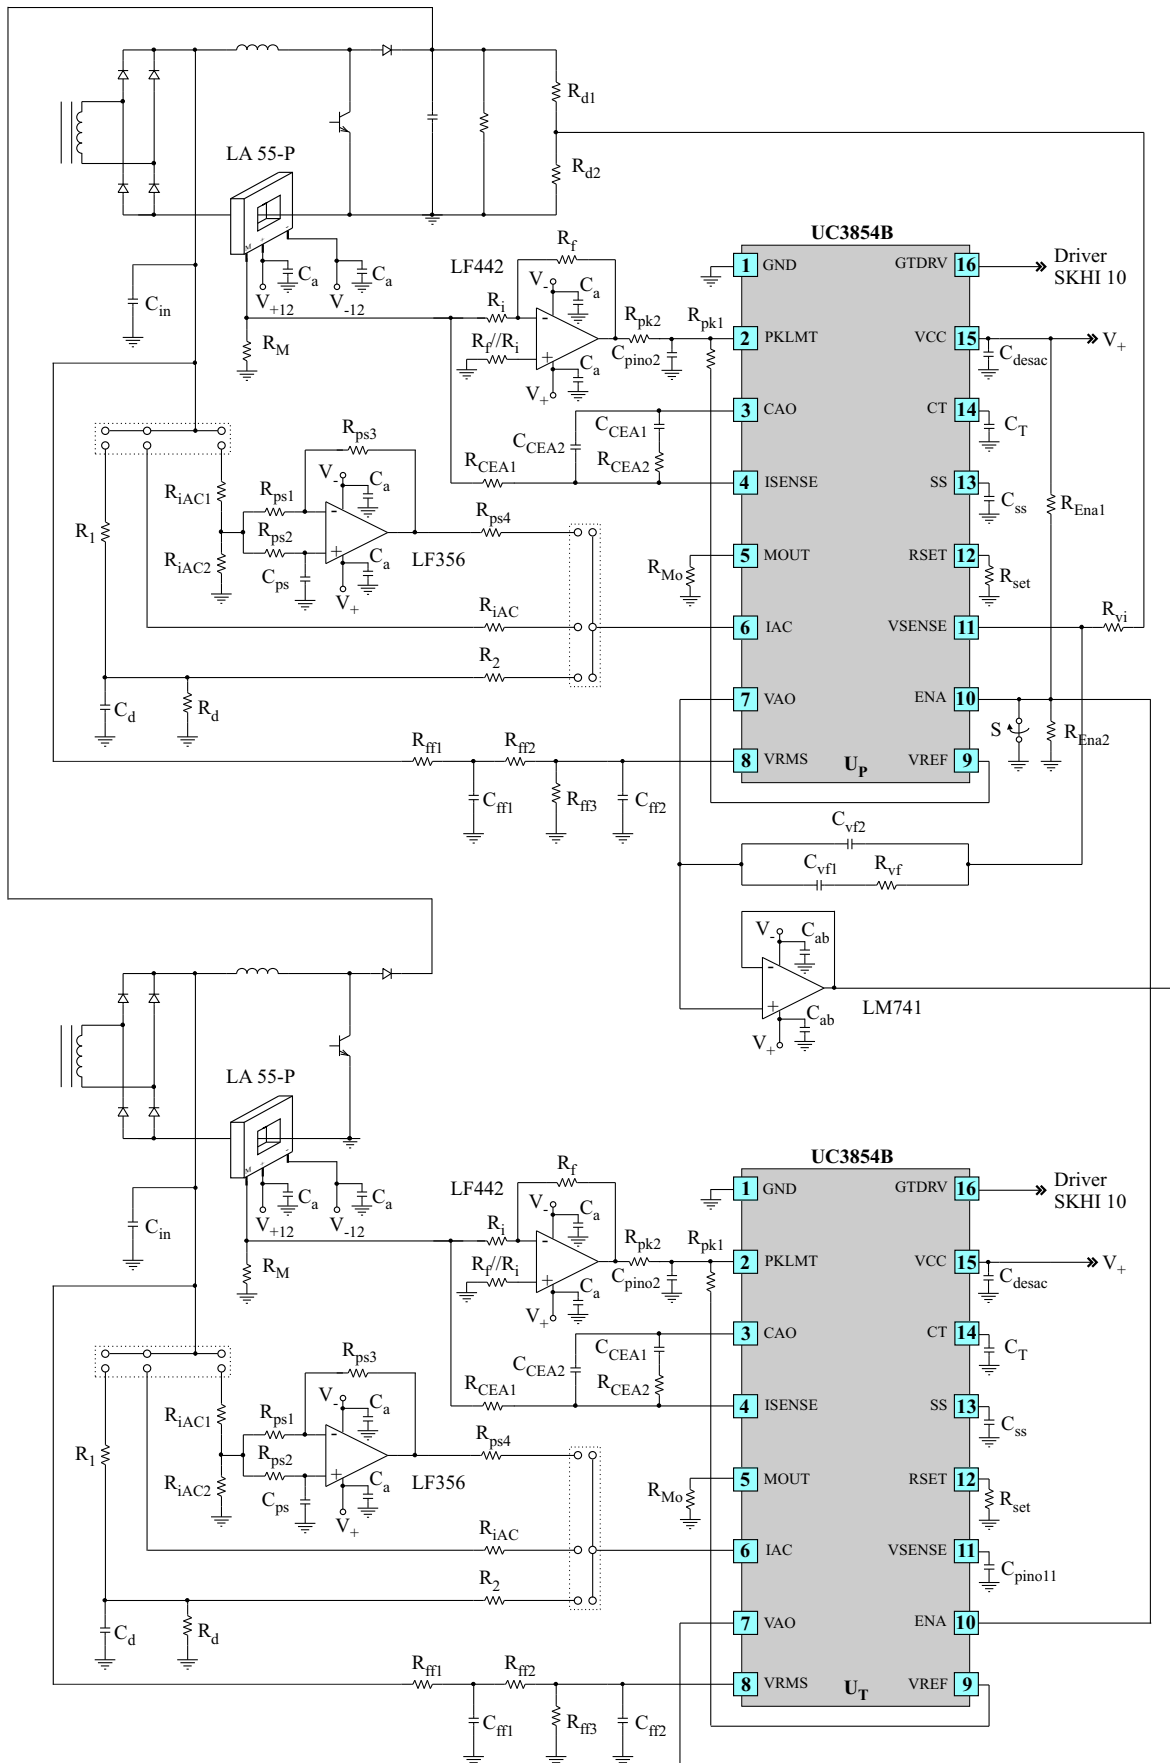 R_d1
R_d2
LA 55-P
M + -
C_a
C_a
V_+12
V_-12
C_in
R_M
LF442
R_f
V_-
C_a
R_i
R_f//R_i
C_a
V_+
R_pk2
C_pino2
R_pk1
C_CEA2
C_CEA1
R_CEA1
R_CEA2
R_ps3
V_-
C_a
R_iAC1
R_ps1
R_ps2
R_1
R_iAC2
C_ps
C_a
V_+
LF356
R_ps4
R_Mo
R_iAC
R_2
C_d
R_d
R_ff1
R_ff2
C_ff1
R_ff3
C_ff2
UC3854B
1 GND
GTDRV 16
Driver
SKHI 10
2 PKLMT
VCC 15
V_+
C_desac
3 CAO
CT 14
C_T
4 ISENSE
SS 13
C_ss
R_Ena1
5 MOUT
RSET 12
R_set
R_vi
6 IAC
VSENSE 11
7 VAO
ENA 10
S
R_Ena2
8 VRMS
VREF 9
U_P
C_vf2
C_vf1
R_vf
V_-
C_ab
LM741
C_ab
V_+
LA 55-P
M + -
C_a
C_a
V_+12
V_-12
C_in
R_M
LF442
R_f
V_-
C_a
R_i
R_f//R_i
C_a
V_+
R_pk2
C_pino2
R_pk1
C_CEA2
C_CEA1
R_CEA1
R_CEA2
R_ps3
V_-
C_a
R_iAC1
R_ps1
R_ps2
R_1
R_iAC2
C_ps
C_a
V_+
LF356
R_ps4
R_Mo
R_iAC
R_2
C_d
R_d
R_ff1
R_ff2
C_ff1
R_ff3
C_ff2
UC3854B
1 GND
GTDRV 16
Driver
SKHI 10
2 PKLMT
VCC 15
V_+
C_desac
3 CAO
CT 14
C_T
4 ISENSE
SS 13
C_ss
5 MOUT
RSET 12
R_set
6 IAC
VSENSE 11
C_pino11
7 VAO
ENA 10
8 VRMS
VREF 9
U_T